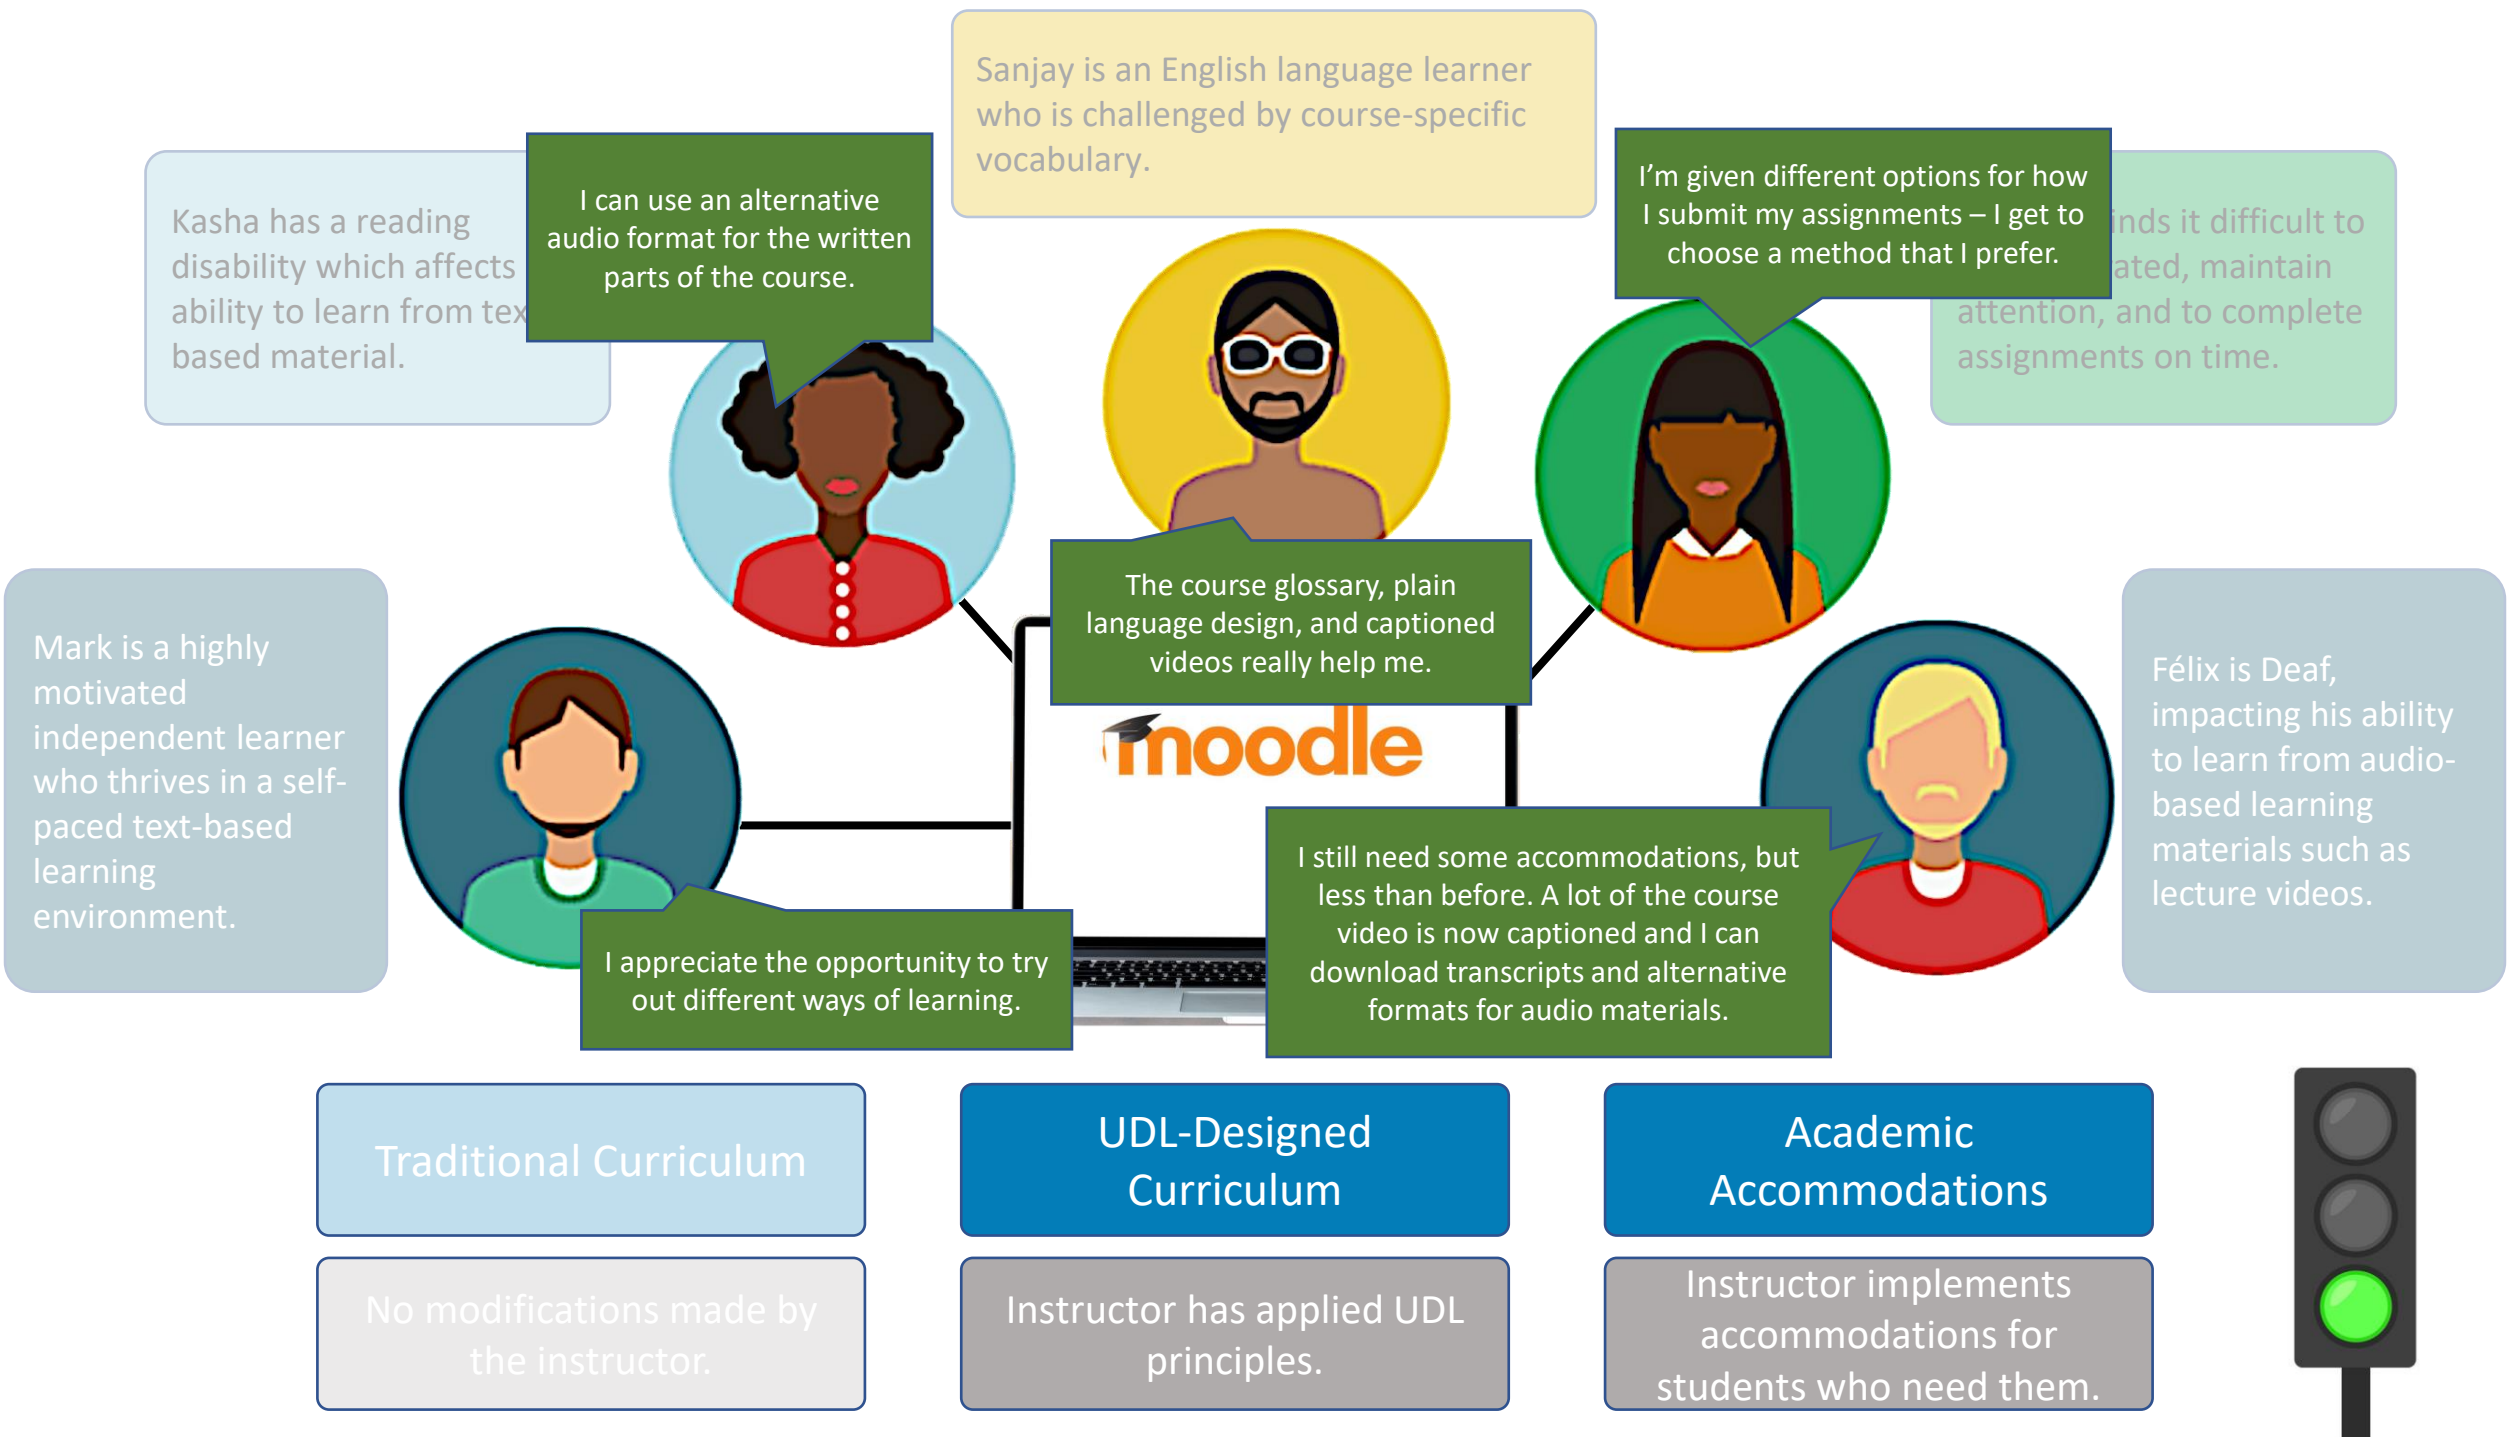 Sanjay is an English language learner
who is challenged by course-specific
vocabulary.
Kasha has a reading
disability which affects
ability to learn from
based material.
I can use an alternative
audio format for the written
parts of the course.
I’m given different options for how
I submit my assignments – I get to
choose a method that I prefer.
it difficult to
maintain
attention, and to complete
assignments on time.
The course glossary, plain
language design, and captioned
videos really help me.
Mark is a highly
motivated
independent learner
who thrives in a self-
paced text-based
learning
environment.
Félix is Deaf,
impacting his ability
to learn from audio-
based learning
materials such as
lecture videos.
moodle
I appreciate the opportunity to try
out different ways of learning.
I still need some accommodations, but
less than before. A lot of the course
video is now captioned and I can
download transcripts and alternative
formats for audio materials.
Traditional Curriculum
UDL-Designed
Curriculum
Academic
Accommodations
No modifications made by
the instructor.
Instructor has applied UDL
principles.
Instructor implements
accommodations for
students who need them.